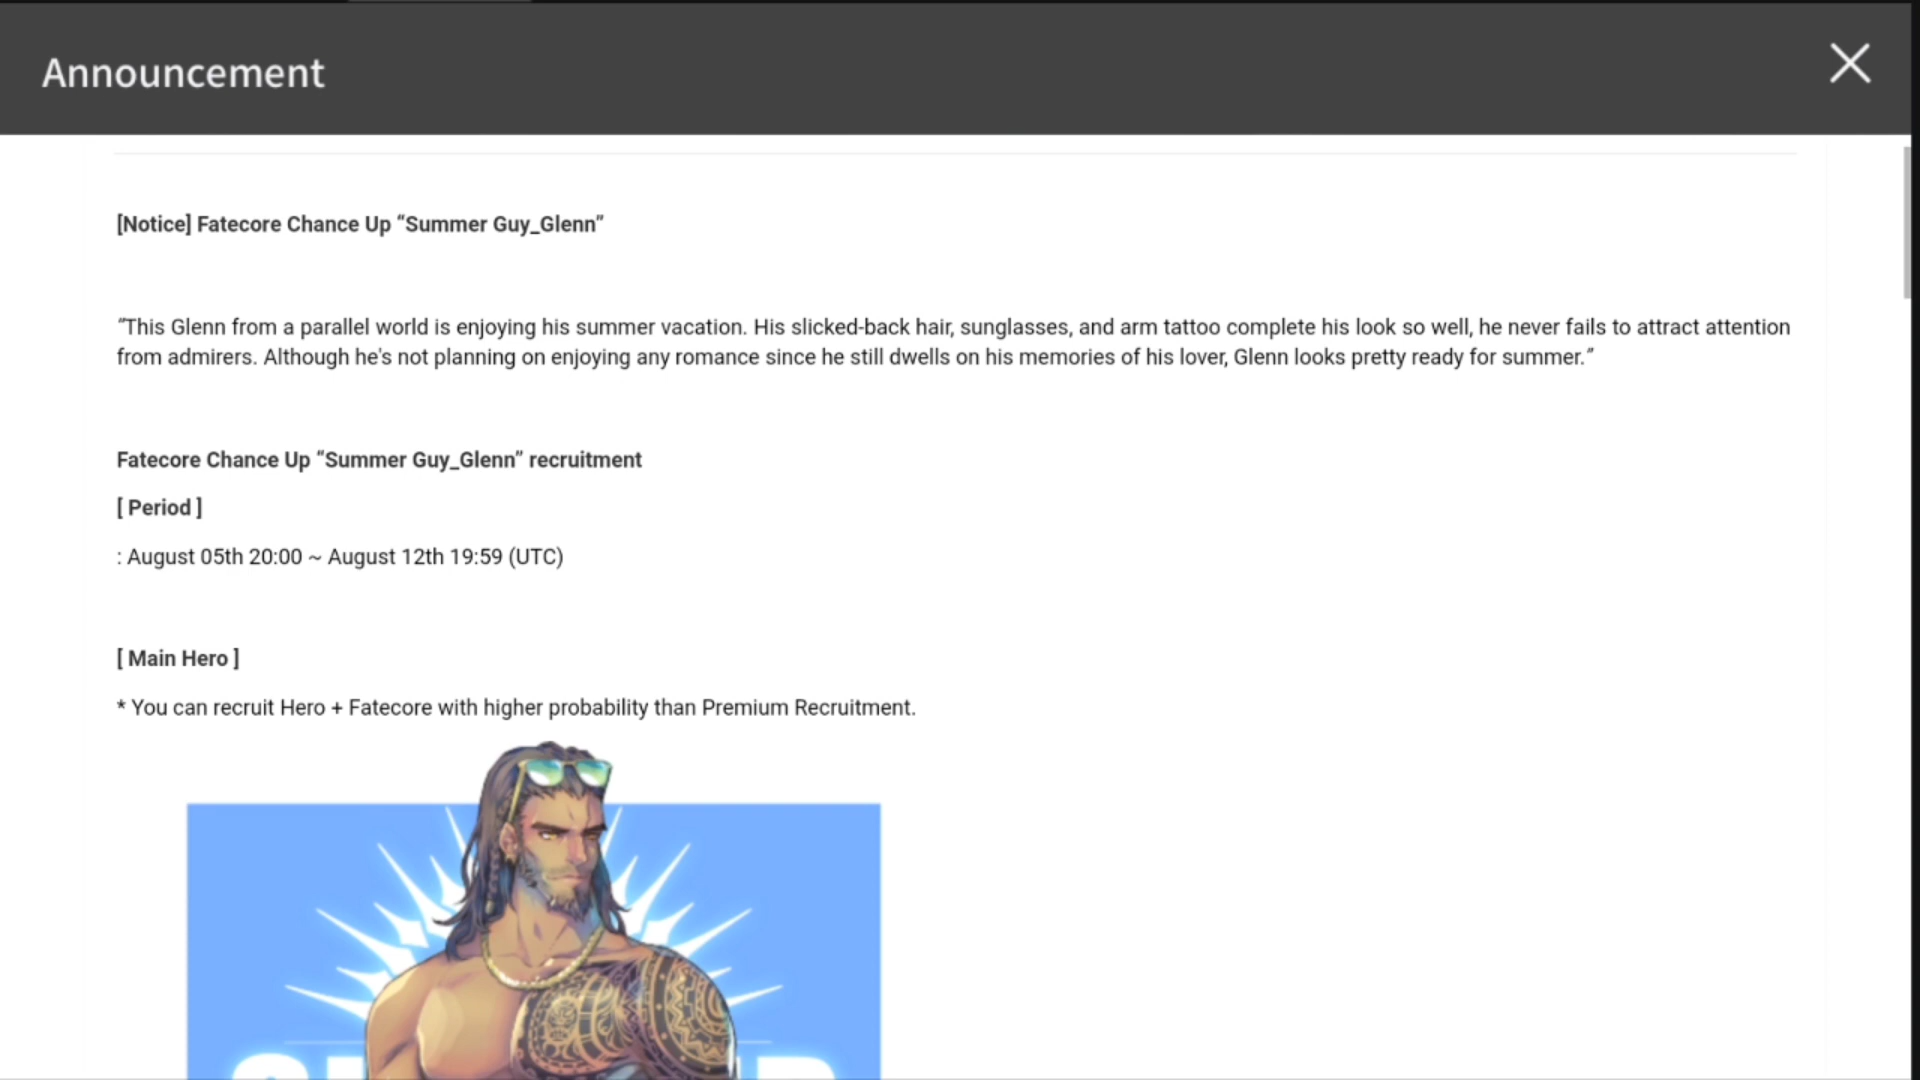 Announcement
[Notice] Fatecore Chance Up “Summer Guy_Glenn”
“This Glenn from a parallel world is enjoying his summer vacation. His slicked-back hair, sunglasses, and arm tattoo complete his look so well, he never fails to attract attention
from admirers. Although he's not planning on enjoying any romance since he still dwells on his memories of his lover, Glenn looks pretty ready for summer.”
Fatecore Chance Up “Summer Guy_Glenn” recruitment
[ Period ]
: August 05th 20:00 ~ August 12th 19:59 (UTC)
[ Main Hero ]
* You can recruit Hero + Fatecore with higher probability than Premium Recruitment.